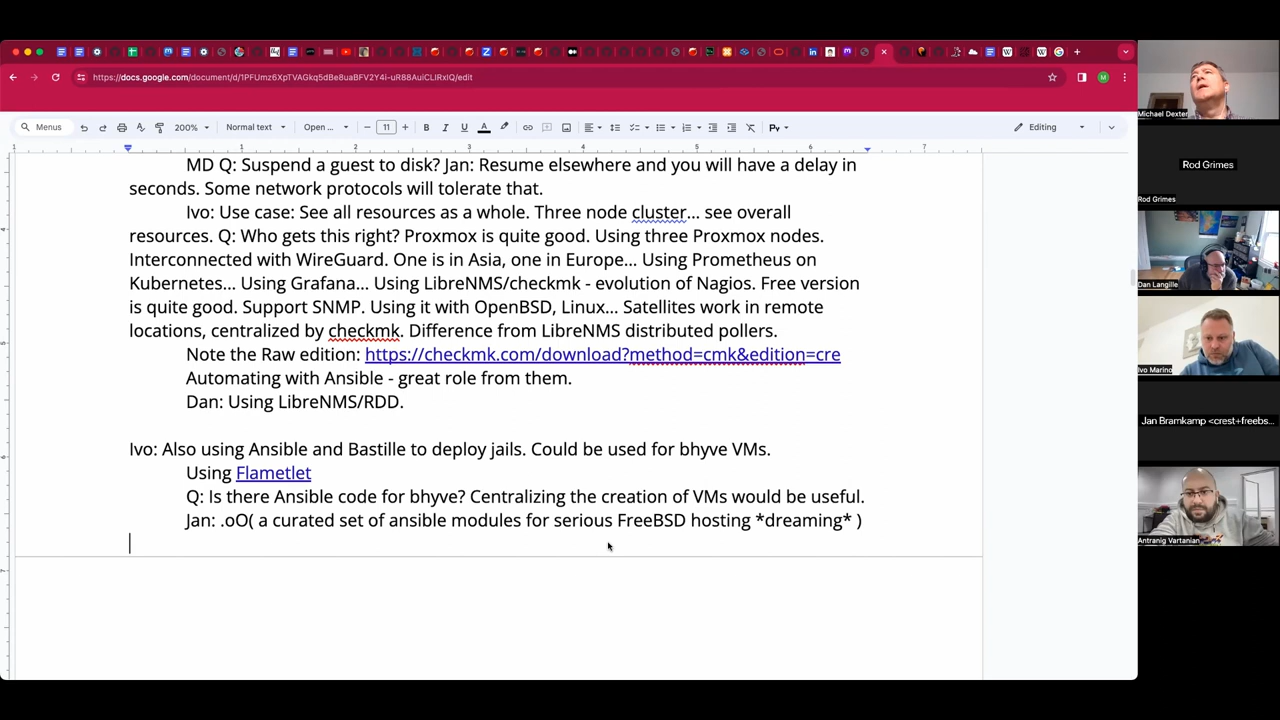 https://docs.google.com/document/d/1PFUmz6XpTVAGkq5dBe8uaBFV2Y4i-uR88AuiCLIRxIQ/edit
M
Menus
200%
Normal text
Open ...
11
Editing
1 2 3 4 5 6 7
MD Q: Suspend a guest to disk? Jan: Resume elsewhere and you will have a delay in
seconds. Some network protocols will tolerate that.
Ivo: Use case: See all resources as a whole. Three node cluster... see overall
resources. Q: Who gets this right? Proxmox is quite good. Using three Proxmox nodes.
Interconnected with WireGuard. One is in Asia, one in Europe... Using Prometheus on
Kubernetes... Using Grafana... Using LibreNMS/checkmk - evolution of Nagios. Free version
is quite good. Support SNMP. Using it with OpenBSD, Linux... Satellites work in remote
locations, centralized by checkmk. Difference from LibreNMS distributed pollers.
Note the Raw edition: https://checkmk.com/download?method=cmk&edition=cre
Automating with Ansible - great role from them.
Dan: Using LibreNMS/RDD.
Ivo: Also using Ansible and Bastille to deploy jails. Could be used for bhyve VMs.
Using Flametlet
Q: Is there Ansible code for bhyve? Centralizing the creation of VMs would be useful.
Jan: .oO( a curated set of ansible modules for serious FreeBSD hosting *dreaming* )
Michael Dexter
Rod Grimes
Rod Grimes
Dan Langille
Ivo Marino
Jan Bramkamp <crest+freebs...
Antranig Vartanian